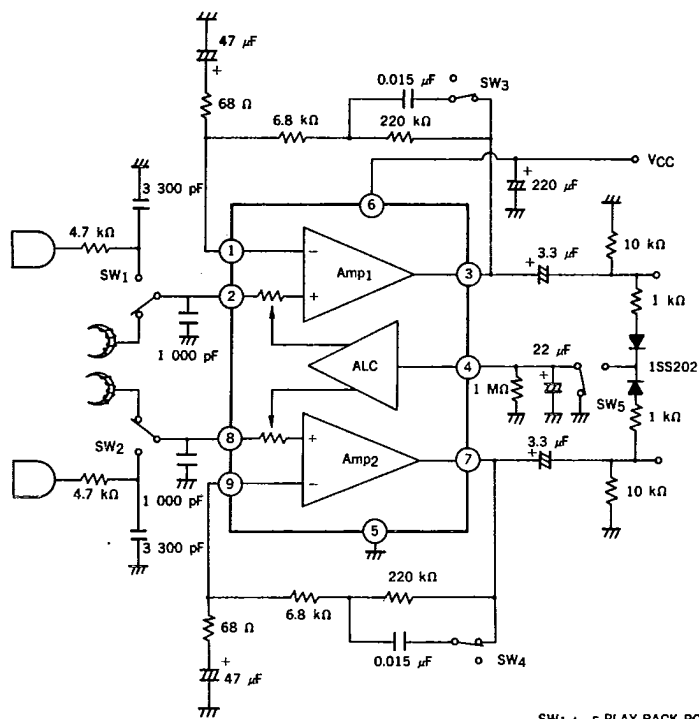 47 μF
+
68 Ω
0.015 μF
SW3
6.8 kΩ
220 kΩ
VCC
+
220 μF
3 300 pF
4.7 kΩ
SW1
1 000 pF
6
1
−
2
+
Amp1
3
3.3 μF
+
10 kΩ
1 kΩ
ALC
4
22 μF
+
1 MΩ
SW5
1SS202
1 kΩ
SW2
8
+
9
−
Amp2
7
3.3 μF
+
10 kΩ
4.7 kΩ
1 000 pF
3 300 pF
5
220 kΩ
6.8 kΩ
68 Ω
0.015 μF
SW4
+
47 μF